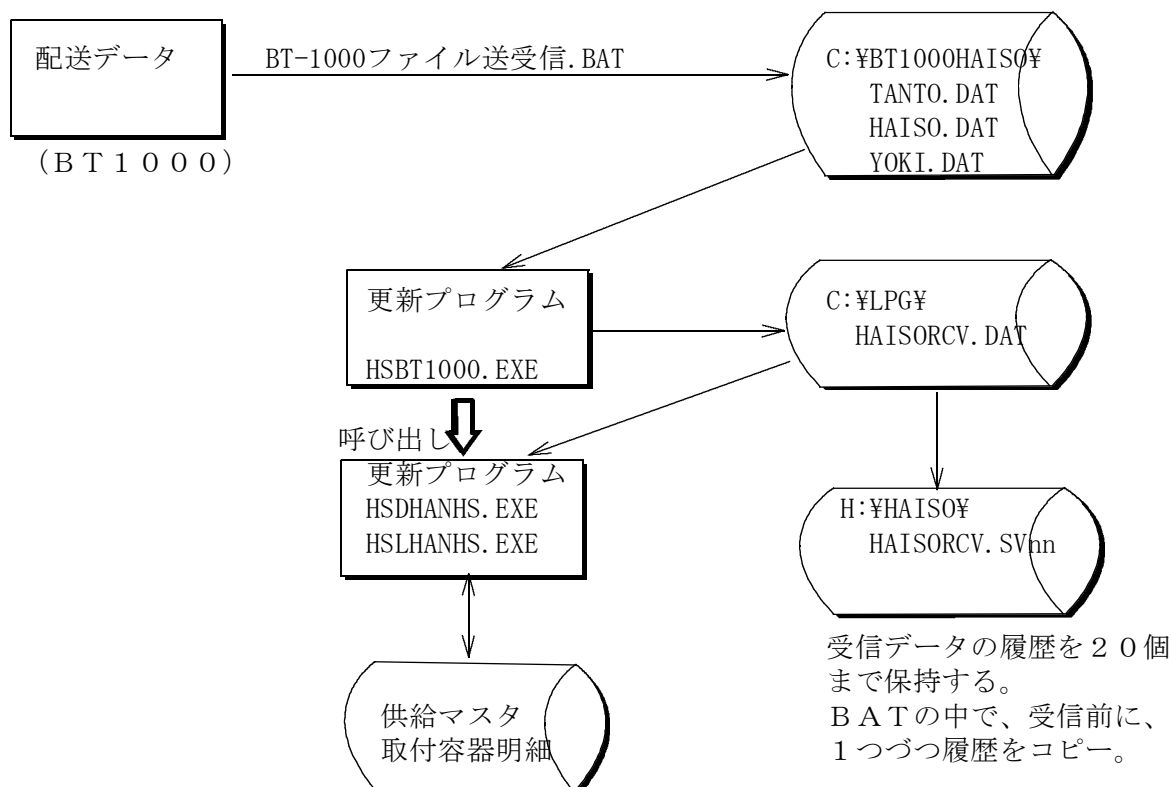 配送データ
(BT1000)
BT-1000ファイル送受信.BAT
C:¥BT1000HAISO¥
TANTO.DAT
HAISO.DAT
YOKI.DAT
更新プログラム
HSBT1000.EXE
C:¥LPG¥
HAISORCV.DAT
呼び出し
更新プログラム
HSDHANHS.EXE
HSLHANHS.EXE
H:¥HAISO¥
HAISORCV.SVnn
受信データの履歴を20個
まで保持する。
BATの中で、受信前に、
1つづつ履歴をコピー。
供給マスタ
取付容器明細